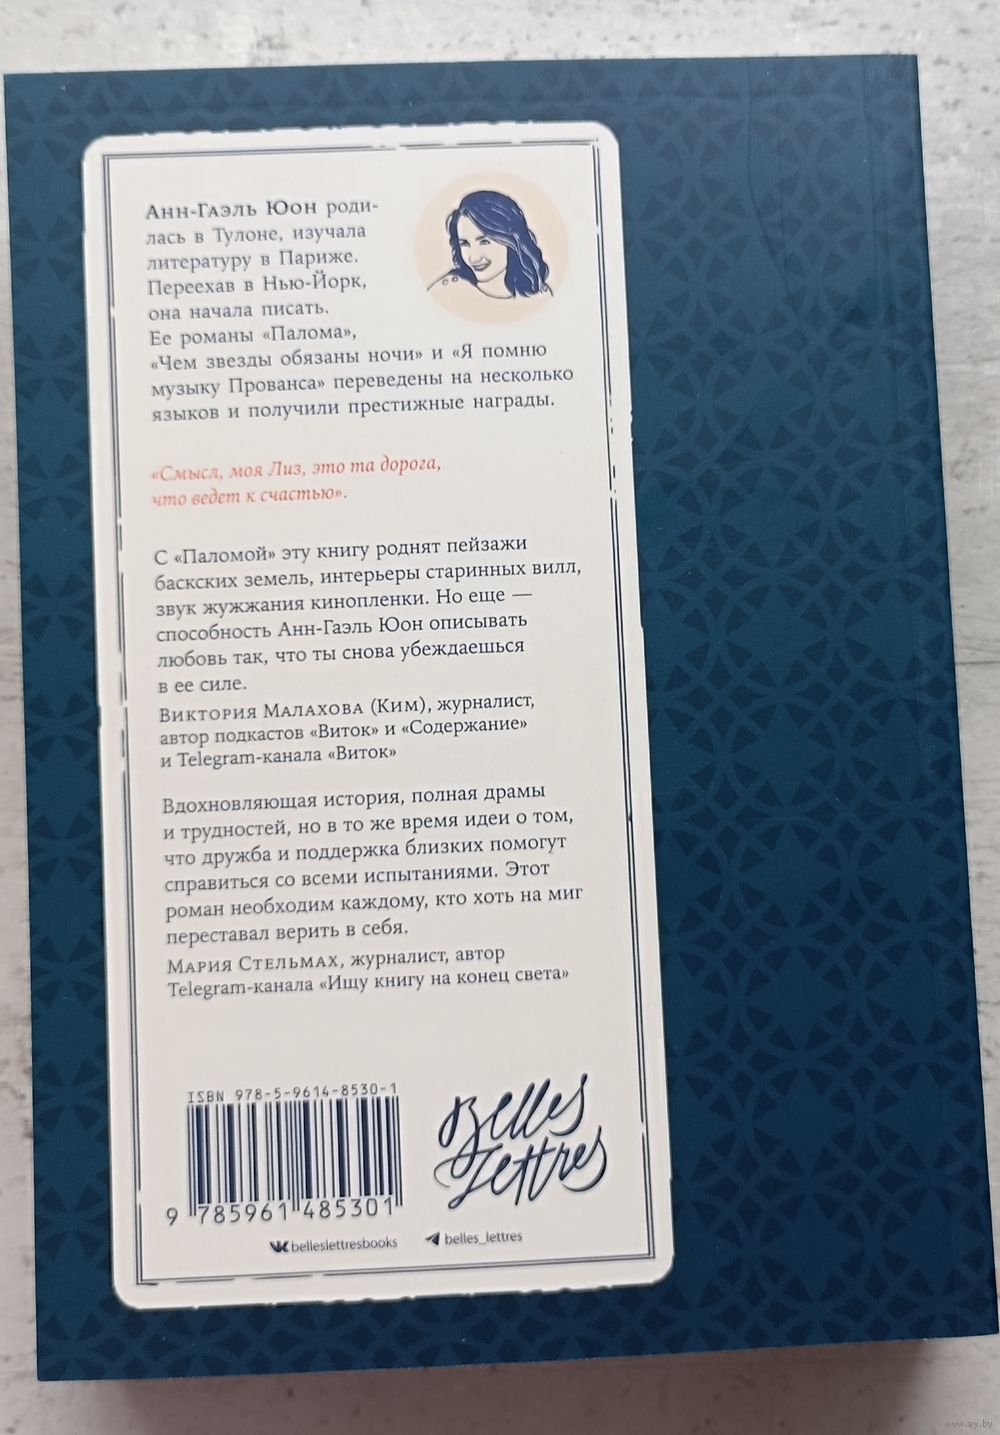 Анн-Гаэль Юон роди-
лась в Тулоне, изучала
литературу в Париже.
Переехав в Нью-Йорк,
она начала писать.
Ее романы «Палома»,
«Чем звезды обязаны ночи» и «Я помню
музыку Прованса» переведены на несколько
языков и получили престижные награды.
«Смысл, моя Лиз, это та дорога,
что ведет к счастью».
С «Паломой» эту книгу роднят пейзажи
баскских земель, интерьеры старинных вилл,
звук жужжания кинопленки. Но еще —
способность Анн-Гаэль Юон описывать
любовь так, что ты снова убеждаешься
в ее силе.
Виктория Малахова (Ким), журналист,
автор подкастов «Виток» и «Содержание»
и Telegram-канала «Виток»
Вдохновляющая история, полная драмы
и трудностей, но в то же время идеи о том,
что дружба и поддержка близких помогут
справиться со всеми испытаниями. Этот
роман необходим каждому, кто хоть на миг
переставал верить в себя.
Мария Стельмах, журналист, автор
Telegram-канала «Ищу книгу на конец света»
ISBN 978-5-9614-8530-1
9 785961 485301
Belles
Lettres
belleslettresbooks
belles_lettres
www.ay.by